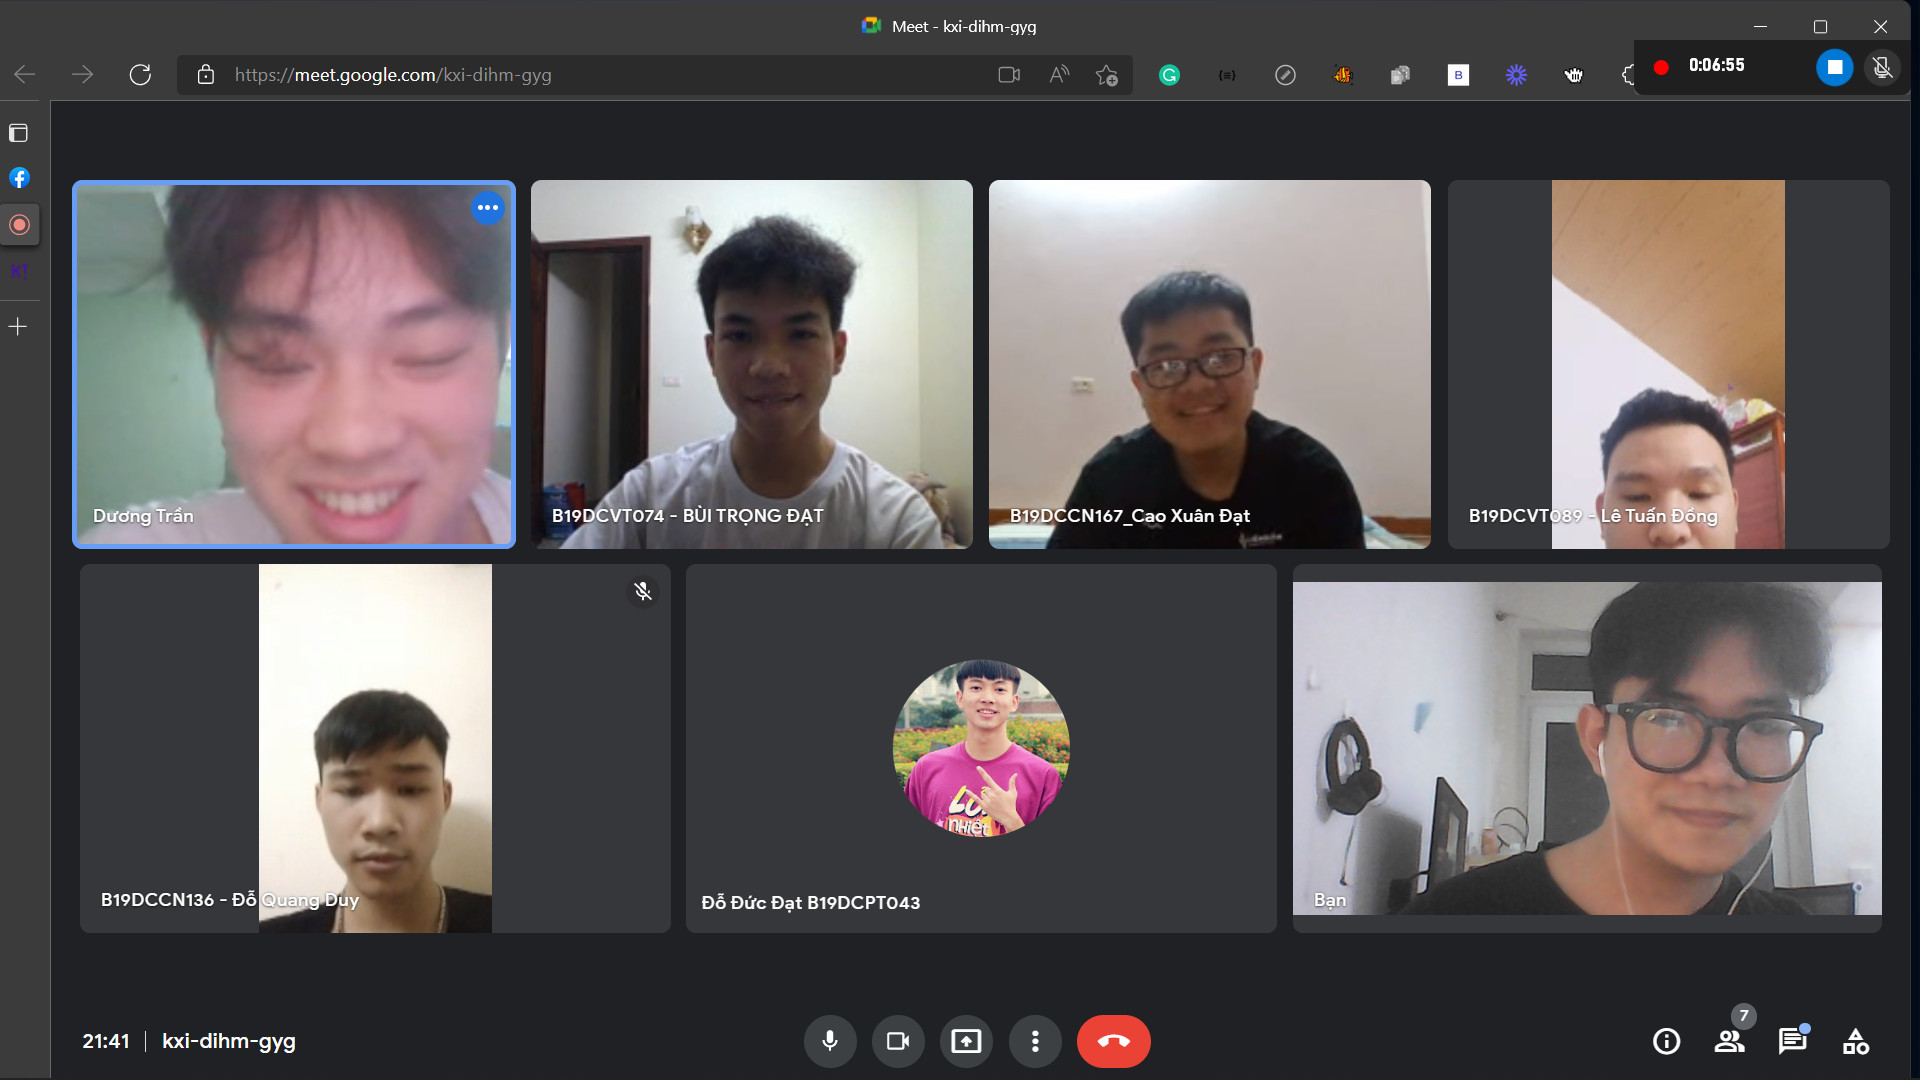 Meet - kxi-dihm-gyg
https://meet.google.com/kxi-dihm-gyg
B
0:06:55
K!
Dương Trần
B19DCVT074 - BÙI TRỌNG ĐẠT
B19DCCN167_Cao Xuân Đạt
B19DCVT089 - Lê Tuấn Đồng
NHIỆT
B19DCCN136 - Đỗ Quang Duy
Đỗ Đức Đạt B19DCPT043
Bạn
21:41
kxi-dihm-gyg
7